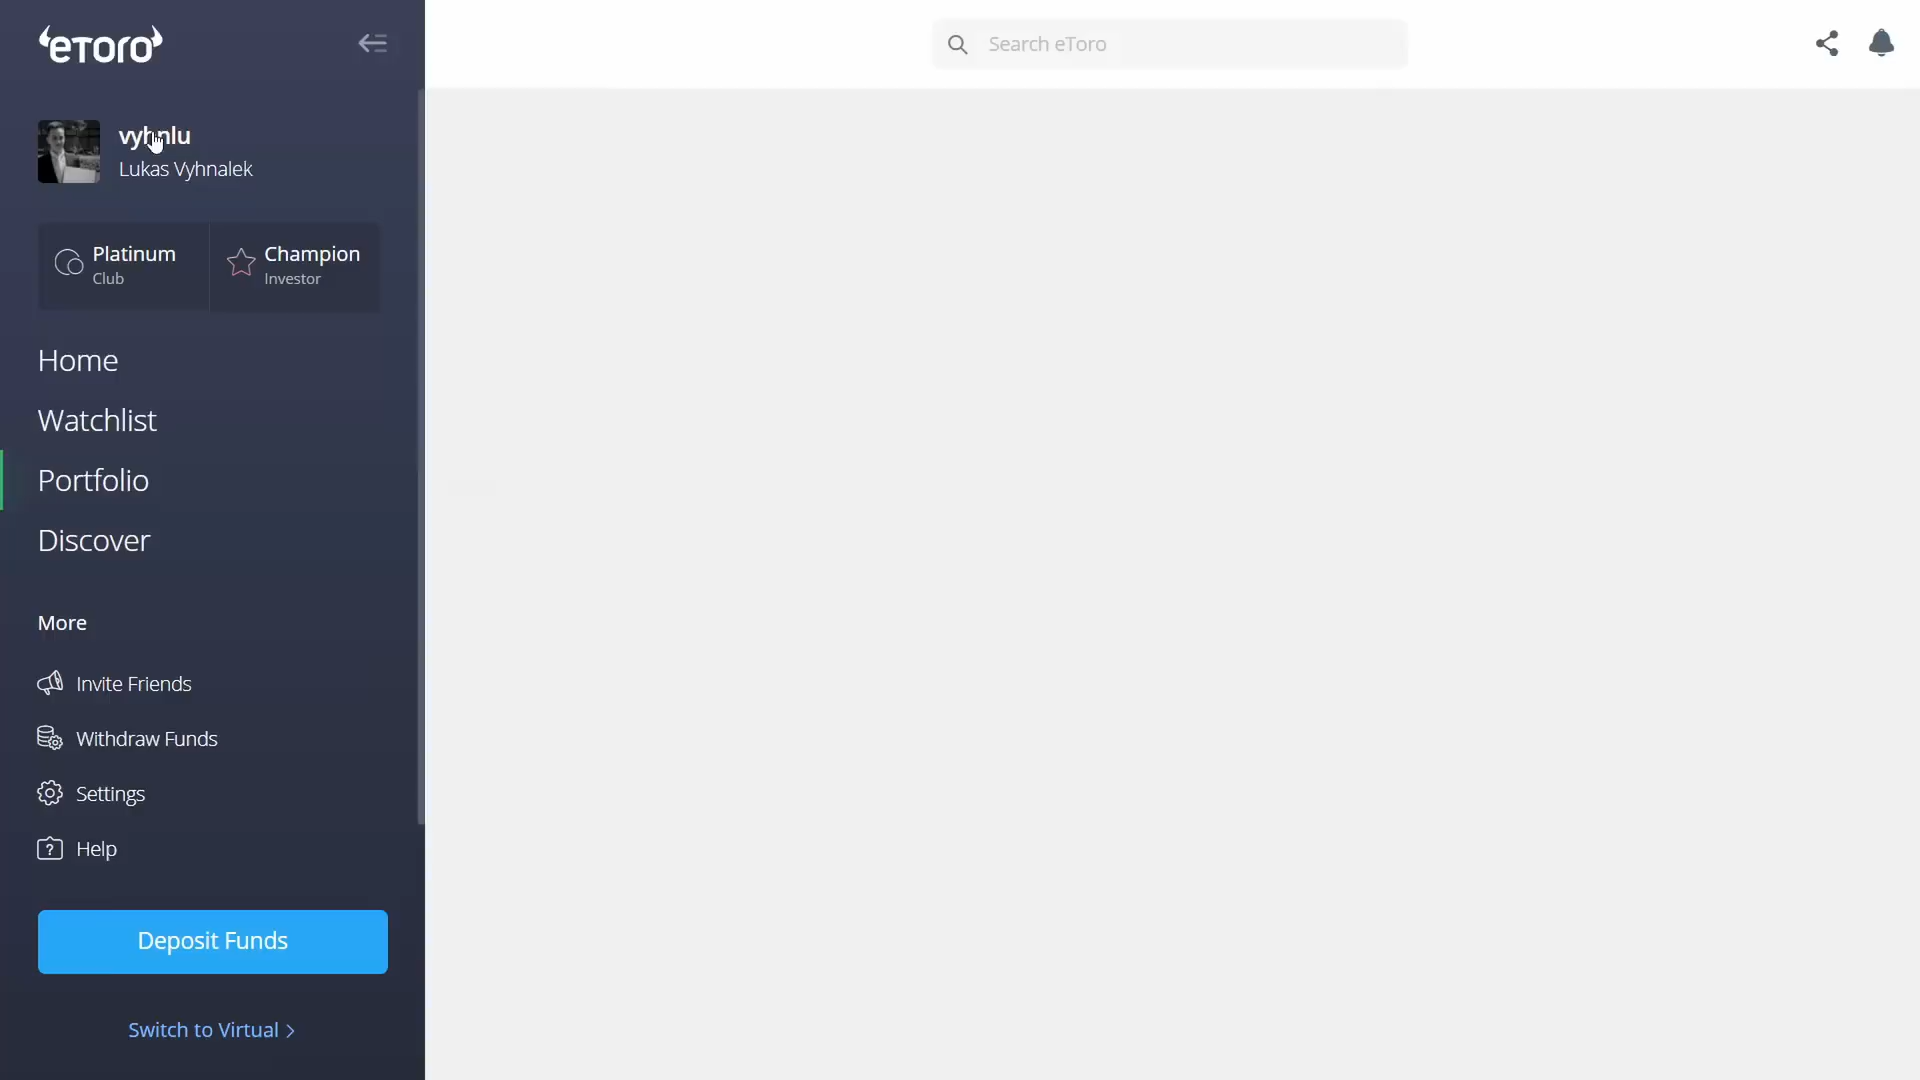 eToro
Search eToro
vyhnlu
Lukas Vyhnalek
Platinum
Club
Champion
Investor
Home
Watchlist
Portfolio
Discover
More
Invite Friends
Withdraw Funds
Settings
Help
Deposit Funds
Switch to Virtual >